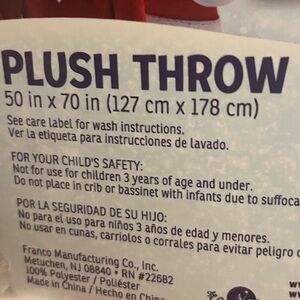 PLUSH THROW
50 in x 70 in (127 cm x 178 cm)
See care label for wash instructions.
Ver la etiqueta para instrucciones de lavado.
FOR YOUR CHILD'S SAFETY:
Not for use for children 3 years of age and under.
Do not place in crib or bassinet with infants due to suffoca
POR LA SEGURIDAD DE SU HIJO:
No para el uso para niños 3 años de edad y menores.
No usar en cunas, carriolos o corrales para evitar peligro
Franco Manufacturing Co., Inc.
Metuchen, NJ 08840 • RN #22682
100% Polyester / Poliéster
Made in China / Hecho en China